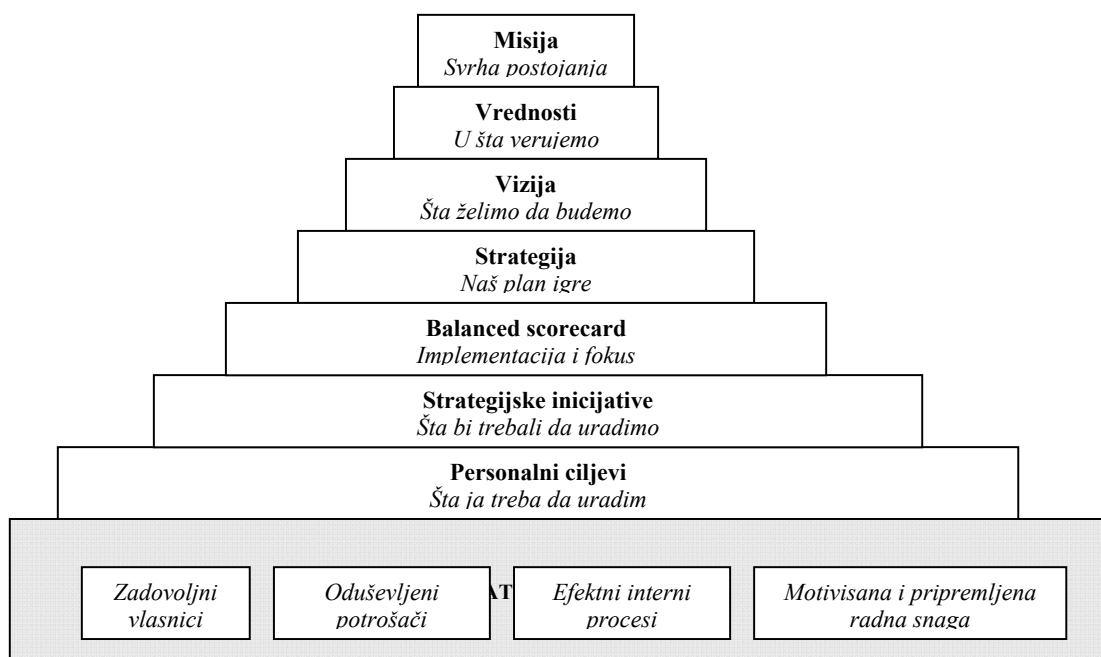 Misija
Svrha postojanja
Vrednosti
U šta verujemo
Vizija
Šta želimo da budemo
Strategija
Naš plan igre
Balanced scorecard
Implementacija i fokus
Strategijske inicijative
Šta bi trebali da uradimo
Personalni ciljevi
Šta ja treba da uradim
Zadovoljni
vlasnici
Oduševljeni
potrošači
Efektni interni
procesi
Motivisana i pripremljena
radna snaga